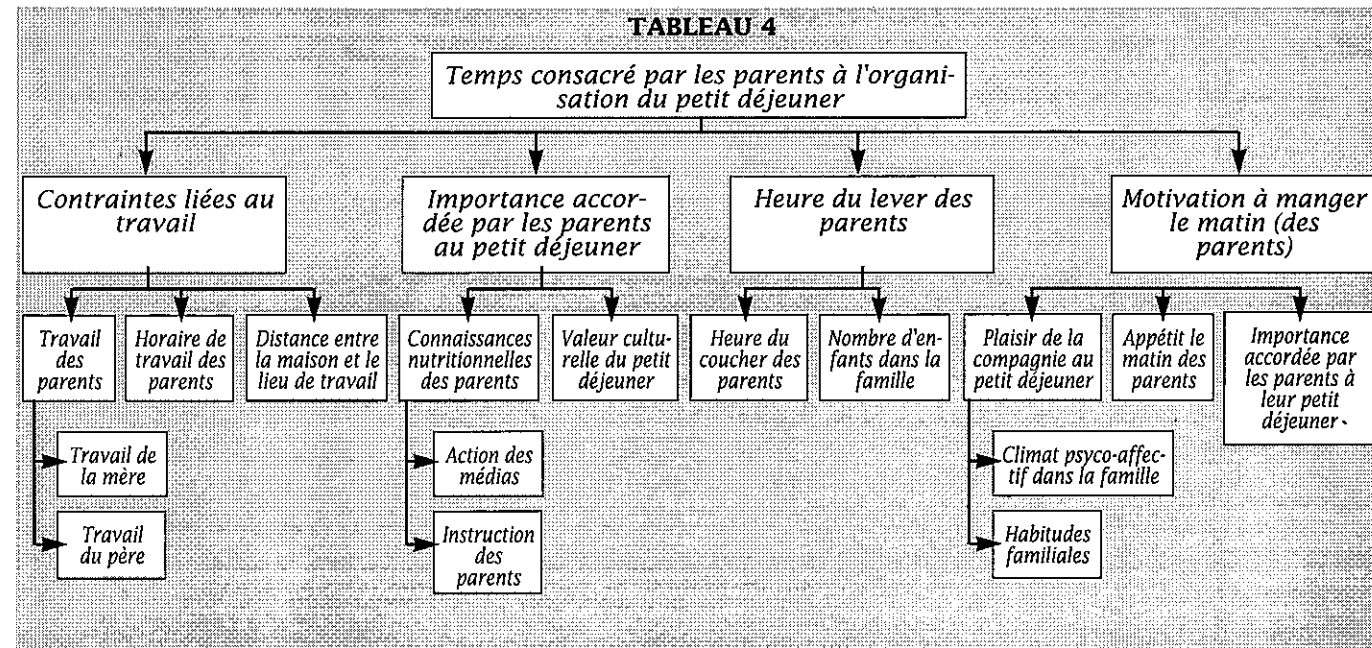 TABLEAU 4
Temps consacré par les parents à l'organi-
sation du petit déjeuner
Contraintes liées au
travail
Importance accor-
dée par les parents
au petit déjeuner
Heure du lever des
parents
Motivation à manger
le matin (des
parents)
Travail
des
parents
Horaire de
travail des
parents
Distance entre
la maison et le
lieu de travail
Connaissances
nutritionnelles
des parents
Valeur cultu-
relle du petit
déjeuner
Heure du
coucher des
parents
Nombre d'en-
fants dans la
famille
Plaisir de la
compagnie au
petit déjeuner
Appétit le
matin des
parents
Importance
accordée par
les parents à
leur petit
déjeuner
Travail de
la mère
Travail
du père
Action des
médias
Instruction
des
parents
Climat psyco-affec-
tif dans la famille
Habitudes
familiales